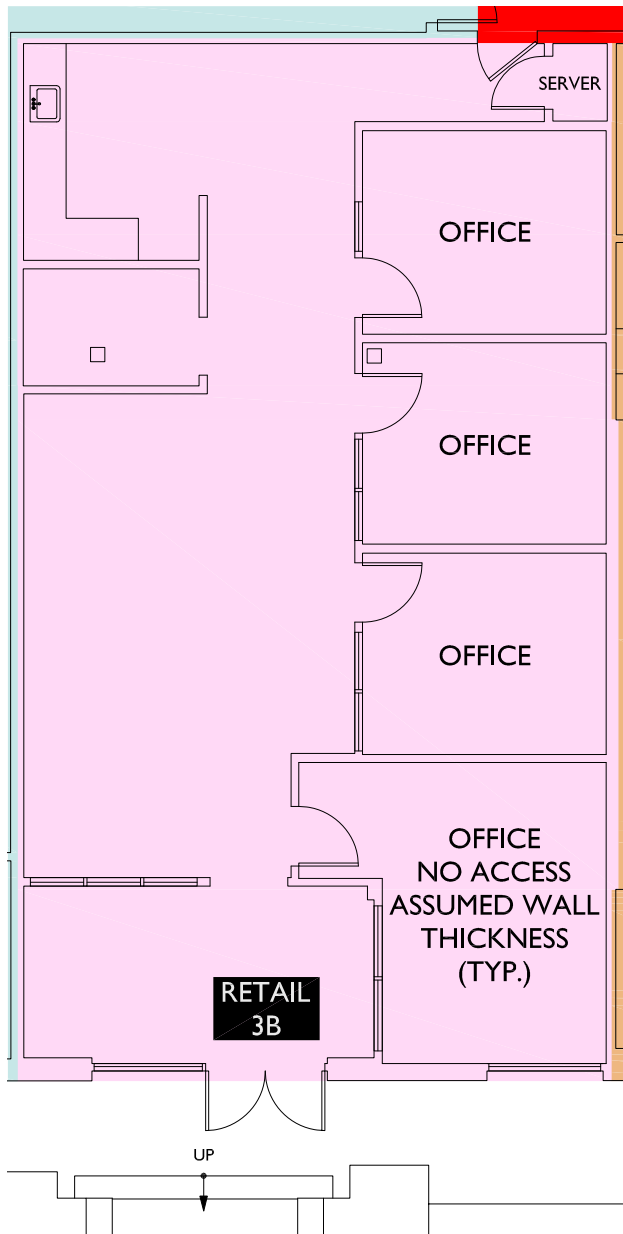 SERVER
OFFICE
OFFICE
OFFICE
OFFICE
NO ACCESS
ASSUMED WALL
THICKNESS
(TYP.)
RETAIL
3B
UP